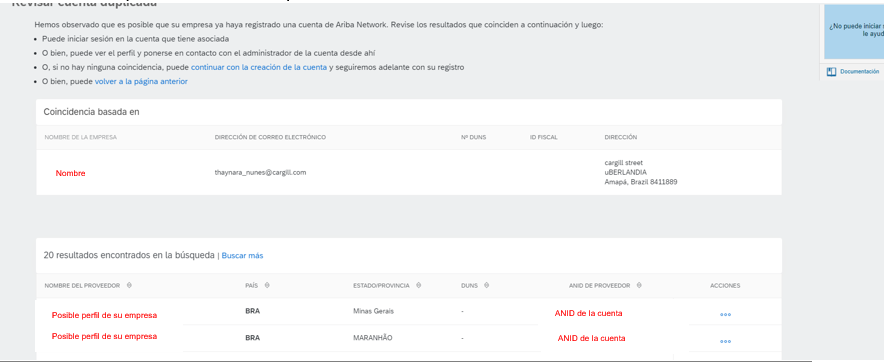 Revisar cuenta duplicada
Hemos observado que es posible que su empresa ya haya registrado una cuenta de Ariba Network. Revise los resultados que coinciden a continuación y luego:
• Puede iniciar sesión en la cuenta que tiene asociada
• O bien, puede ver el perfil y ponerse en contacto con el administrador de la cuenta desde ahí
• O, si no hay ninguna coincidencia, puede continuar con la creación de la cuenta y seguiremos adelante con su registro
• O bien, puede volver a la página anterior
¿No puede iniciar
le ayud
Documentación
Coincidencia basada en
NOMBRE DE LA EMPRESA DIRECCIÓN DE CORREO ELECTRÓNICO Nº DUNS ID FISCAL DIRECCIÓN
Nombre thaynara_nunes@cargill.com
cargill street
uBERLANDIA
Amapá, Brazil 8411889
20 resultados encontrados en la búsqueda | Buscar más
NOMBRE DEL PROVEEDOR PAÍS ESTADO/PROVINCIA DUNS ANID DE PROVEEDOR ACCIONES
Posible perfil de su empresa BRA Minas Gerais - ANID de la cuenta
Posible perfil de su empresa BRA MARANHÃO - ANID de la cuenta